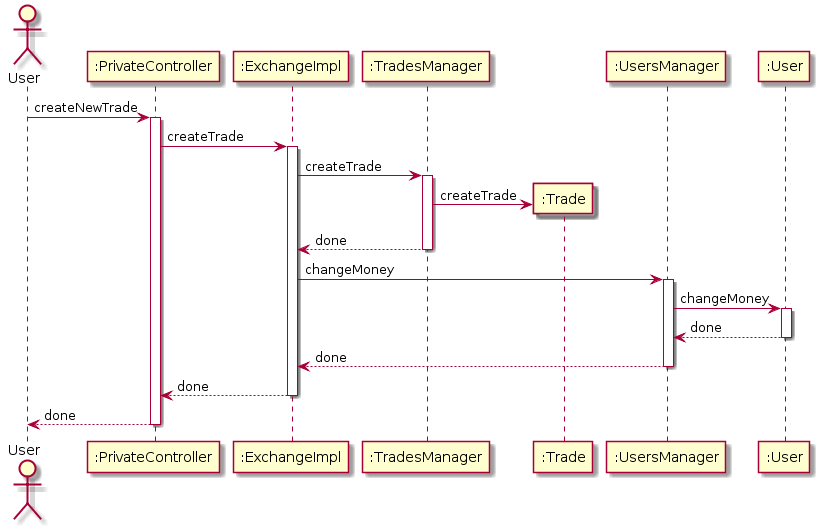 User
:PrivateController
:ExchangeImpl
:TradesManager
:UsersManager
:User
createNewTrade
createTrade
createTrade
createTrade
:Trade
done
changeMoney
changeMoney
done
done
done
done
User
:PrivateController
:ExchangeImpl
:TradesManager
:Trade
:UsersManager
:User